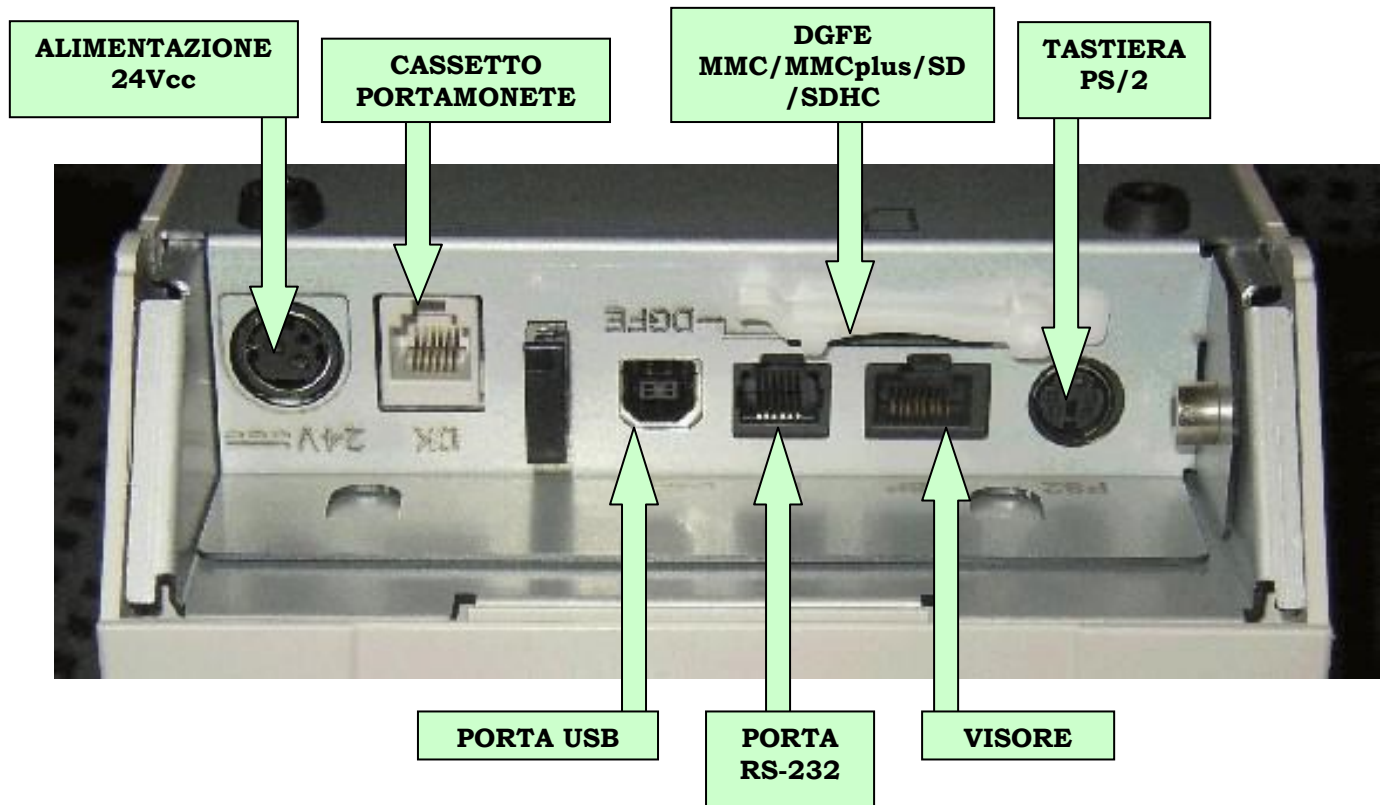 ALIMENTAZIONE
24Vcc
CASSETTO
PORTAMONETE
DGFE
MMC/MMCplus/SD
/SDHC
TASTIERA
PS/2
DGFE
24V
DK
PS2
PORTA USB
PORTA
RS-232
VISORE